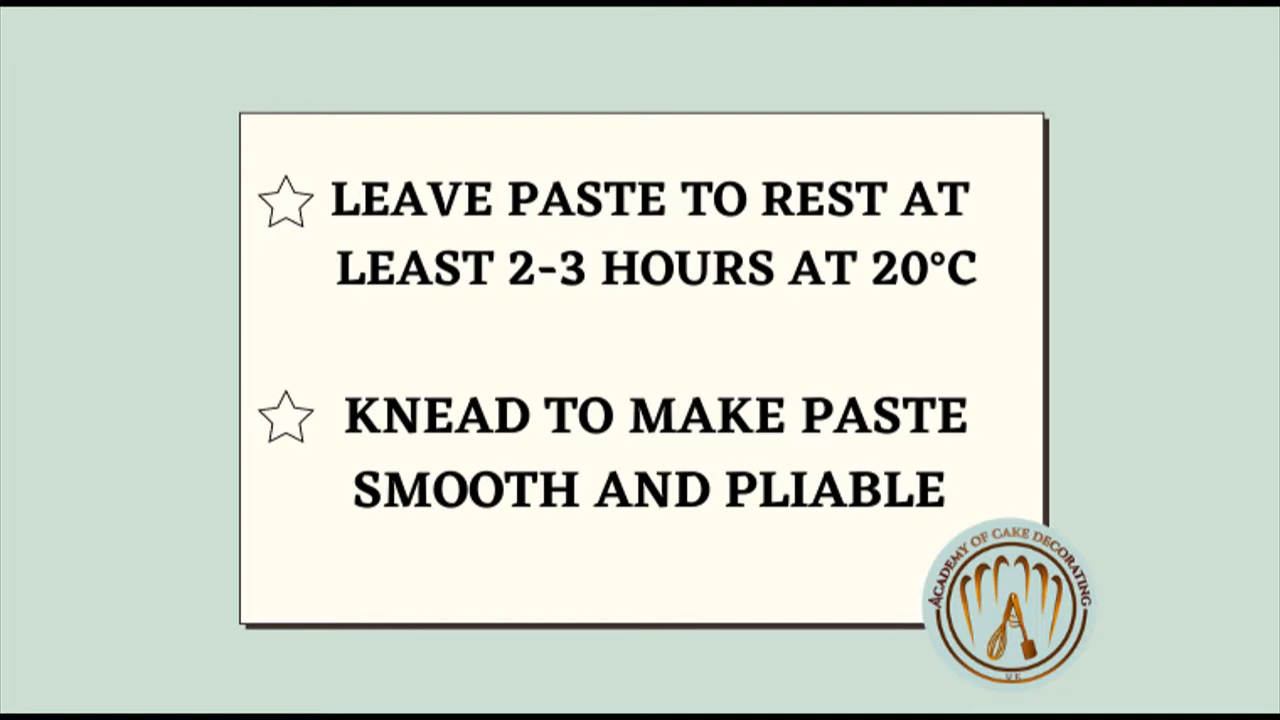 LEAVE PASTE TO REST AT
LEAST 2-3 HOURS AT 20°C
KNEAD TO MAKE PASTE
SMOOTH AND PLIABLE
ACADEMY OF CAKE DECORATING
UK